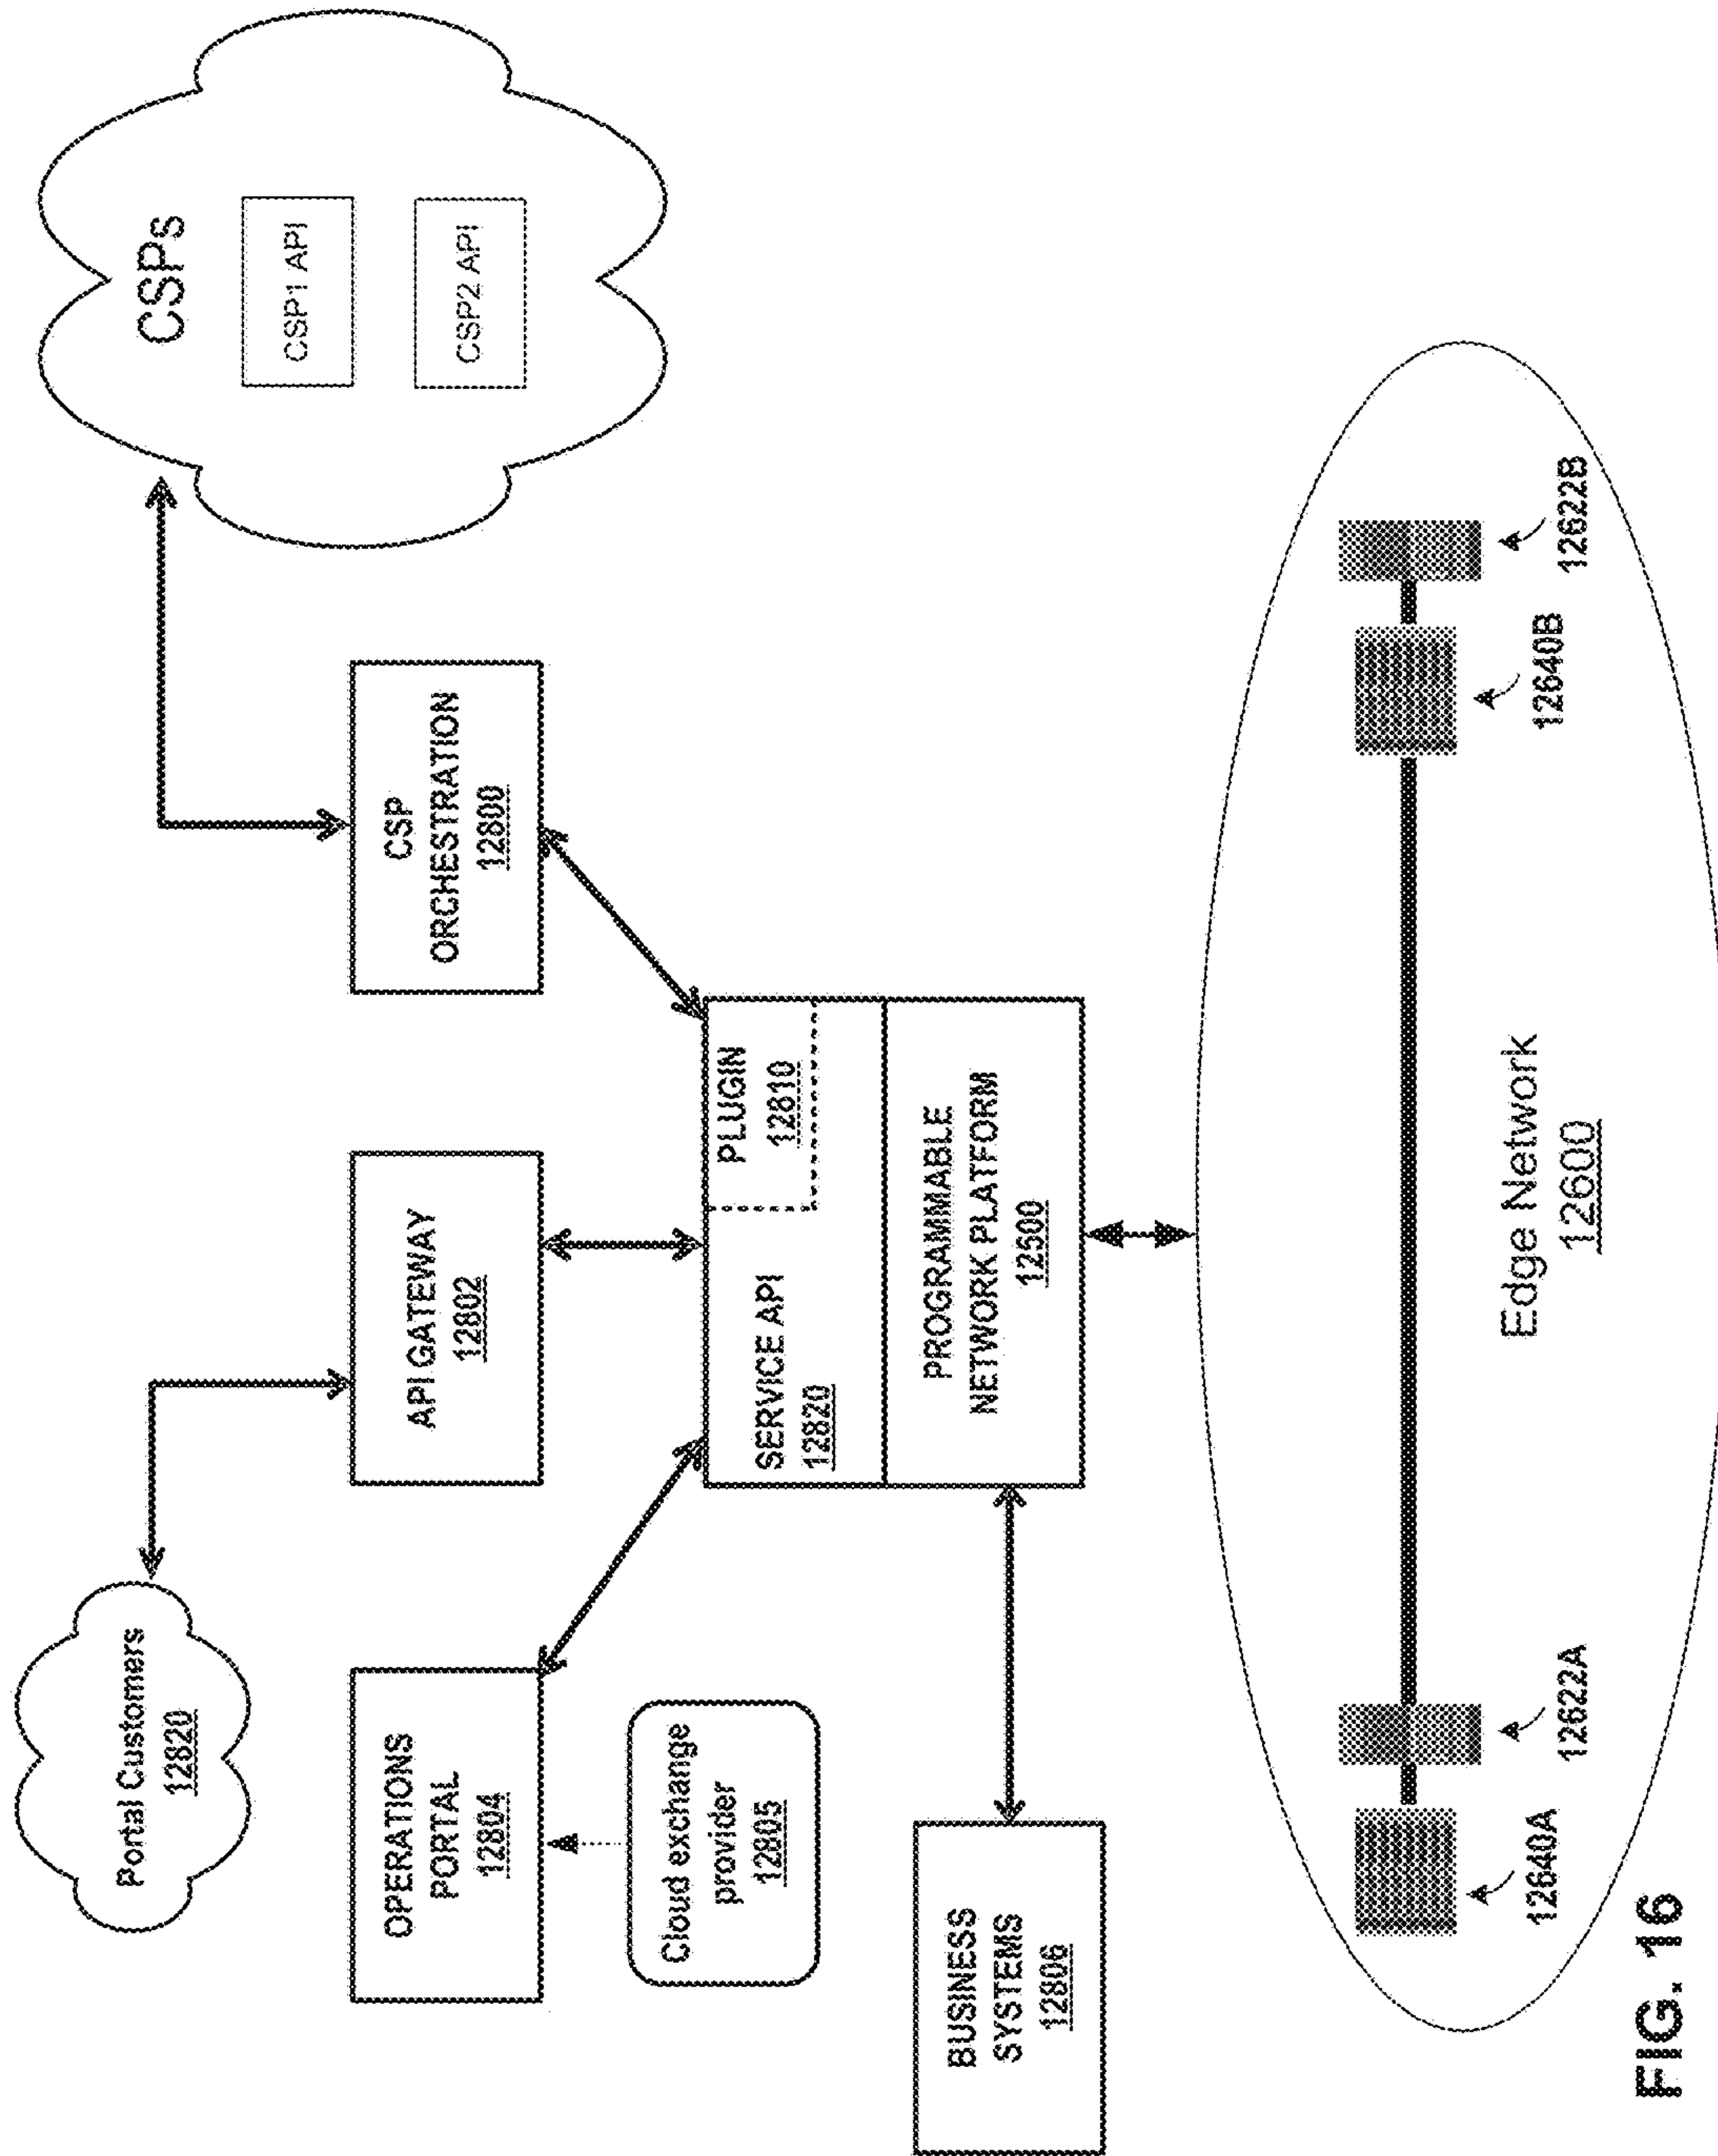 Portal Customers
12820
CSPs
CSP1 API
CSP2 API
OPERATIONS
PORTAL
12804
API GATEWAY
12802
CSP
ORCHESTRATION
12800
Cloud exchange
provider
12805
SERVICE API
12820
PLUGIN
12810
PROGRAMMABLE
NETWORK PLATFORM
12500
BUSINESS
SYSTEMS
12806
12640A
12622A
12640B
12622B
Edge Network
12600
FIG. 16